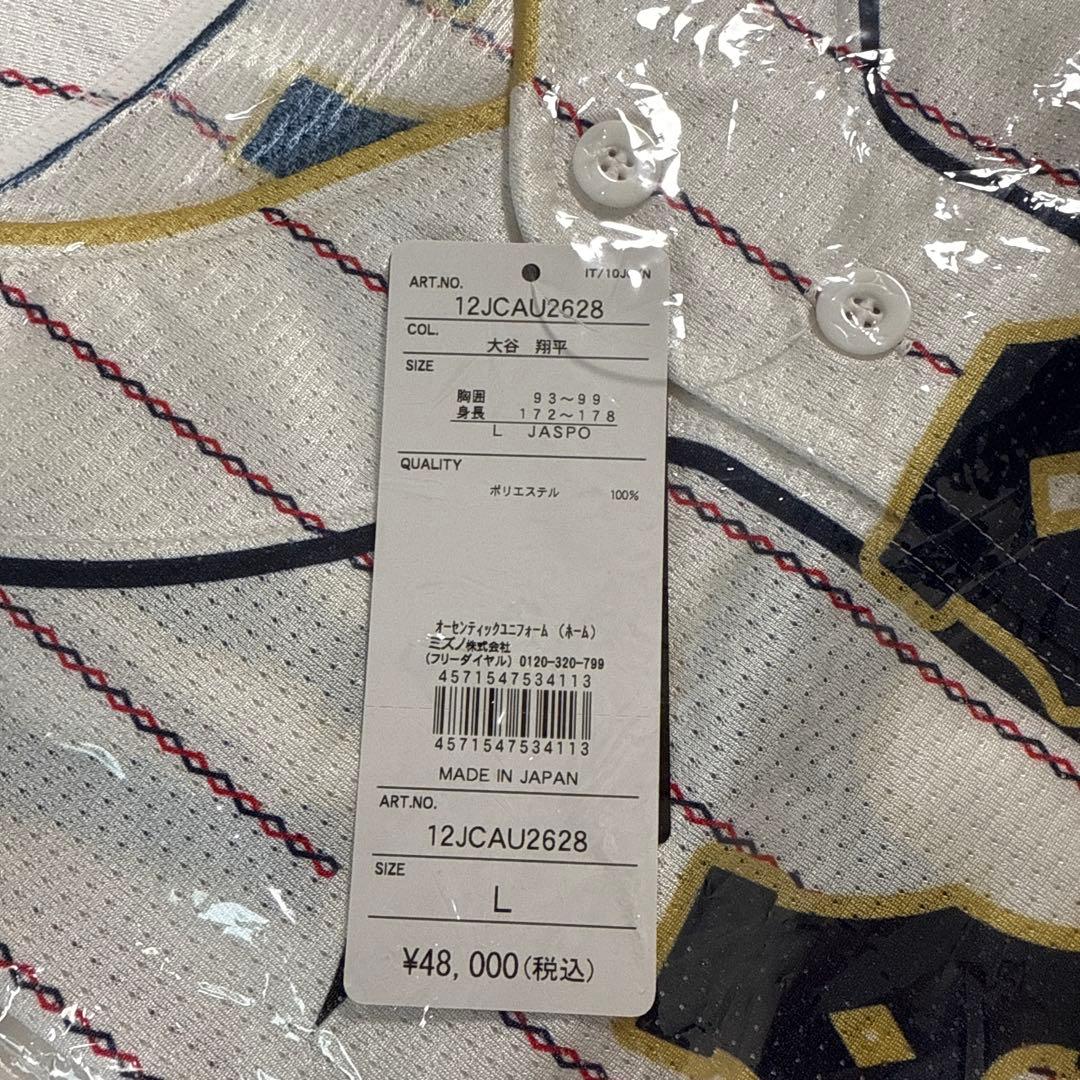 IT/10JCAN
ART.NO.
12JCAU2628
COL.
大谷 翔平
SIZE
胸囲 93～99
身長 172～178
L JASPO
QUALITY
ポリエステル 100%
オーセンティックユニフォーム (ホーム)
ミズノ株式会社
(フリーダイヤル) 0120-320-799
4571547534113
4571547534113
MADE IN JAPAN
ART.NO.
12JCAU2628
SIZE
L
¥48,000(税込)